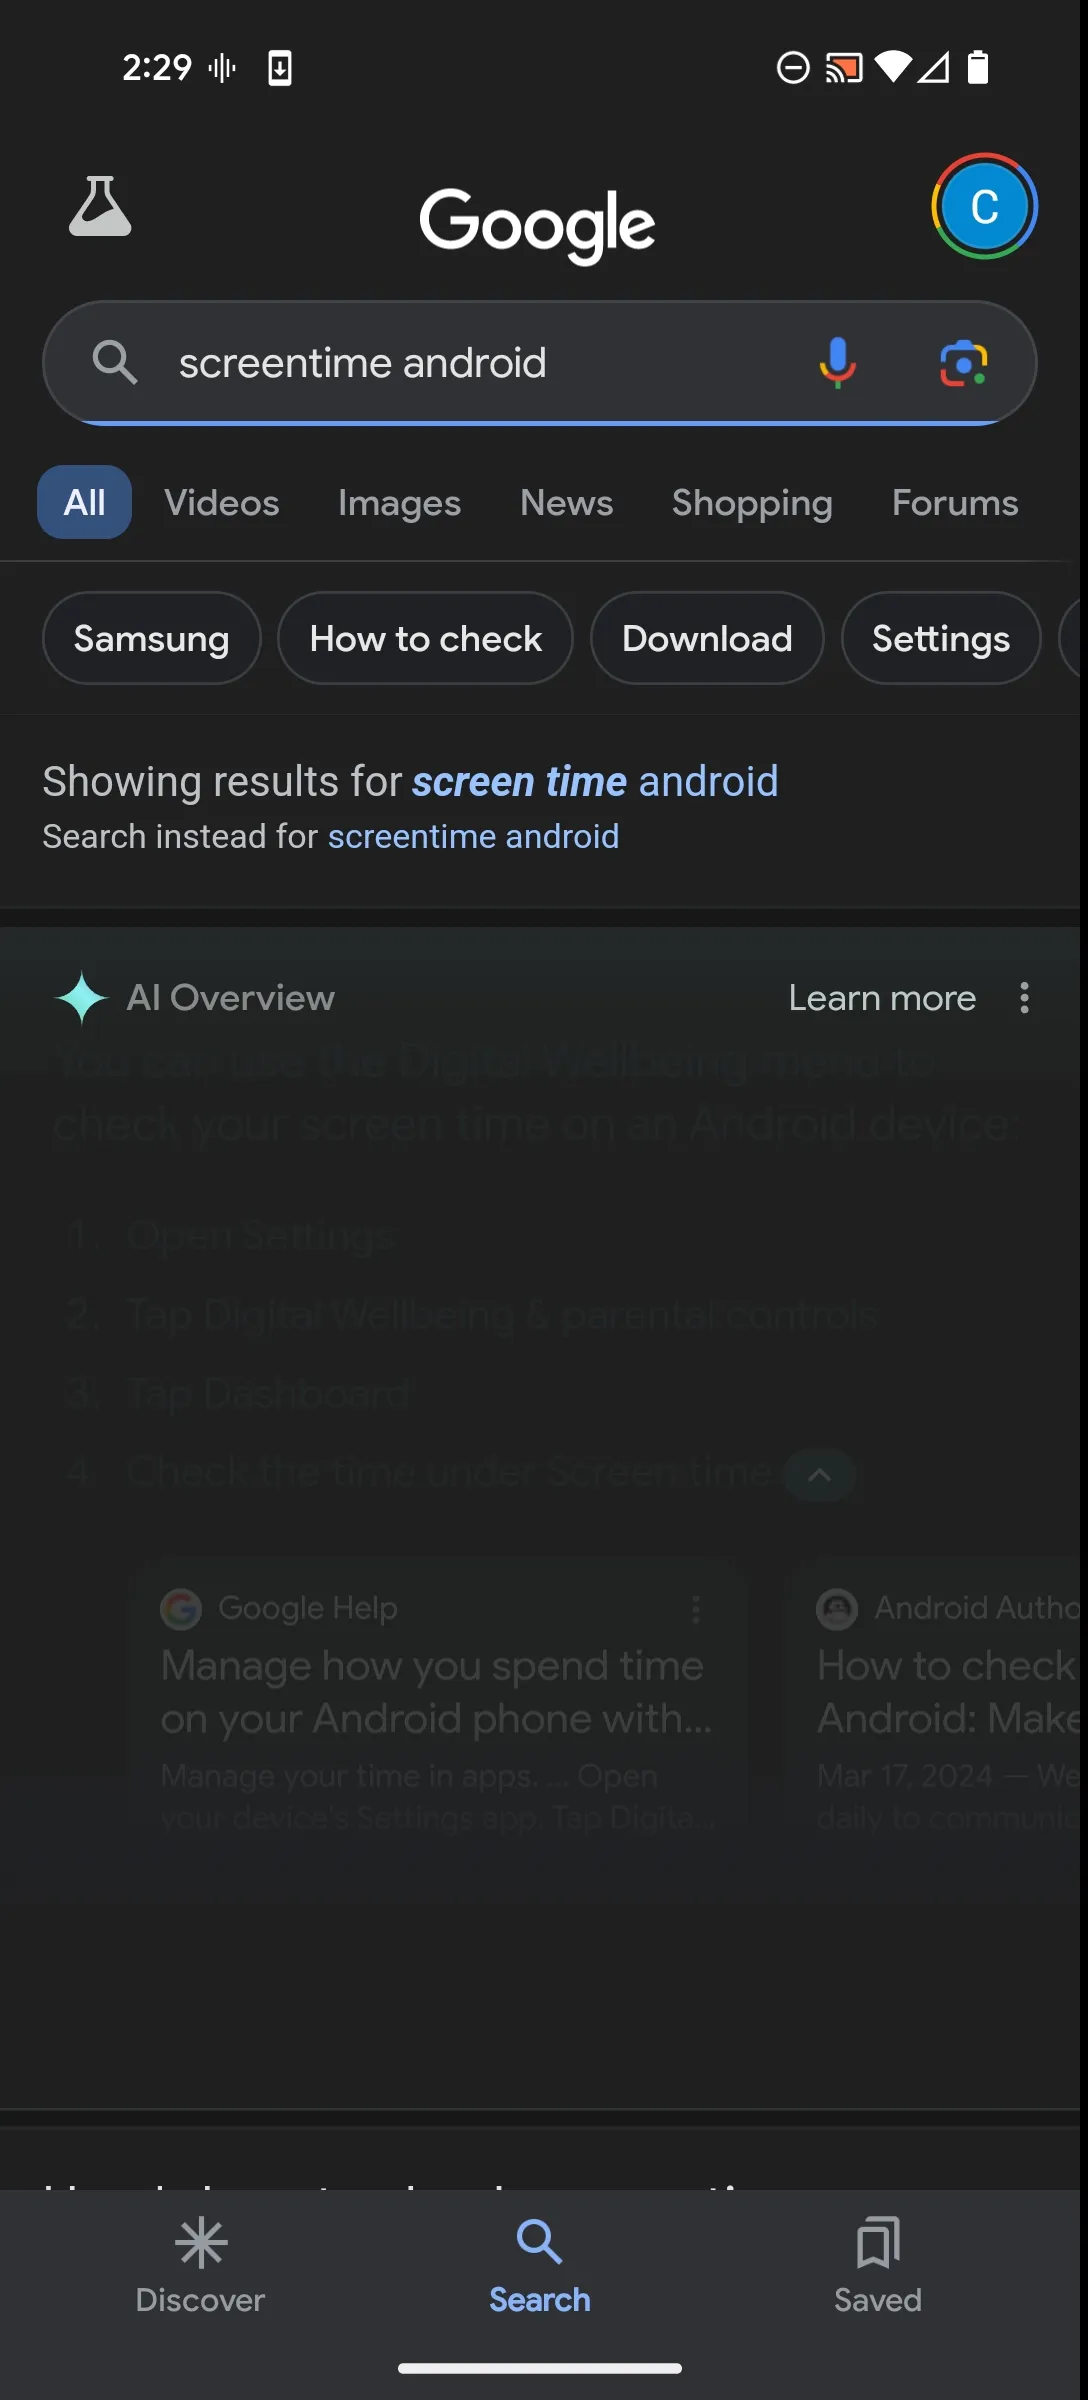 2:29
Google
C
screentime android
All Videos Images News Shopping Forums
Samsung How to check Download Settings
Showing results for screen time android
Search instead for screentime android
AI Overview Learn more
You can use the Digital Wellbeing menu to
check your screen time on an Android device:
1. Open Settings
2. Tap Digital Wellbeing & parental controls
3. Tap Dashboard
4. Check the time under Screen time
Google Help
Manage how you spend time
on your Android phone with...
Manage your time in apps. ... Open
your device's Settings app. Tap Digita...
Android Autho
How to check
Android: Make
Mar 17, 2024 — We
daily to communic
Discover Search Saved